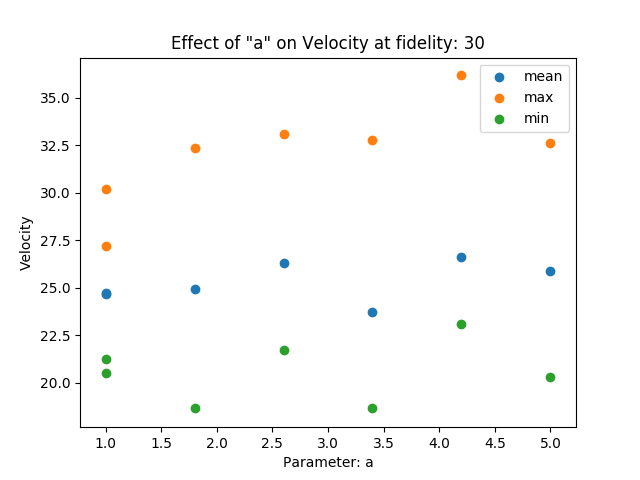 Effect of "a" on Velocity at fidelity: 30
mean
max
min
35.0
32.5
30.0
27.5
25.0
22.5
20.0
Velocity
1.0 1.5 2.0 2.5 3.0 3.5 4.0 4.5 5.0
Parameter: a